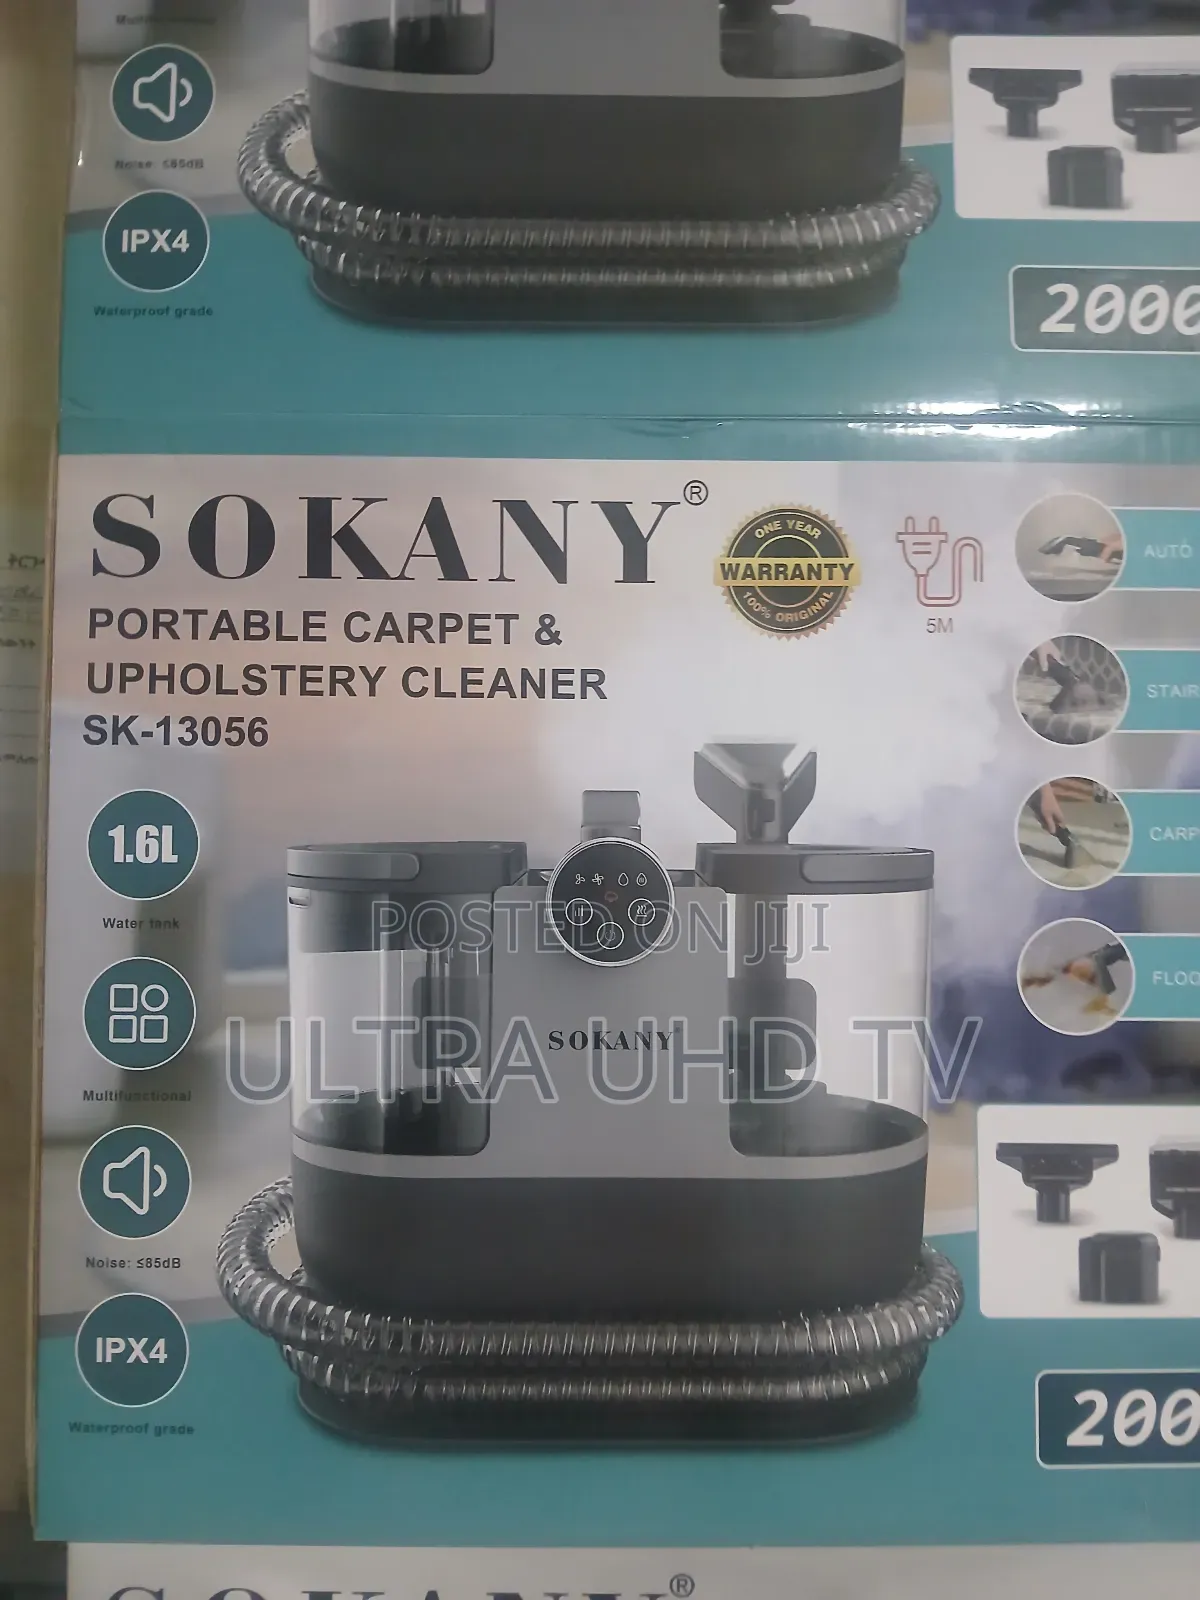 Noise: ≤85dB
IPX4
Waterproof grade
2000
SOKANY®
PORTABLE CARPET &
UPHOLSTERY CLEANER
SK-13056
ONE YEAR
WARRANTY
100% ORIGINAL
5M
AUTO
STAIR
CARP
FLOO
1.6L
Water tank
Multifunctional
Noise: ≤85dB
IPX4
Waterproof grade
SOKANY
POSTED ON JIJI
ULTRA UHD TV
200
SOKANY®